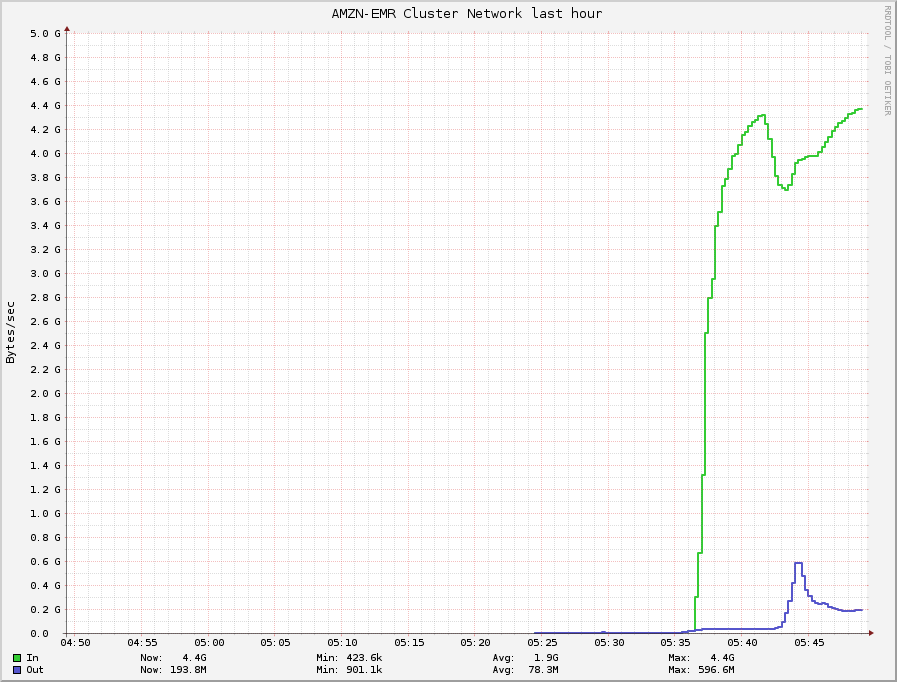 AMZN-EMR Cluster Network last hour
RRDTOOL / TOBI OETIKER
Bytes/sec
5.0 G
4.8 G
4.6 G
4.4 G
4.2 G
4.0 G
3.8 G
3.6 G
3.4 G
3.2 G
3.0 G
2.8 G
2.6 G
2.4 G
2.2 G
2.0 G
1.8 G
1.6 G
1.4 G
1.2 G
1.0 G
0.8 G
0.6 G
0.4 G
0.2 G
0.0
04:50 04:55 05:00 05:05 05:10 05:15 05:20 05:25 05:30 05:35 05:40 05:45
In Now: 4.4G Min: 423.6k Avg: 1.9G Max: 4.4G
Out Now: 193.8M Min: 901.1k Avg: 78.3M Max: 596.6M